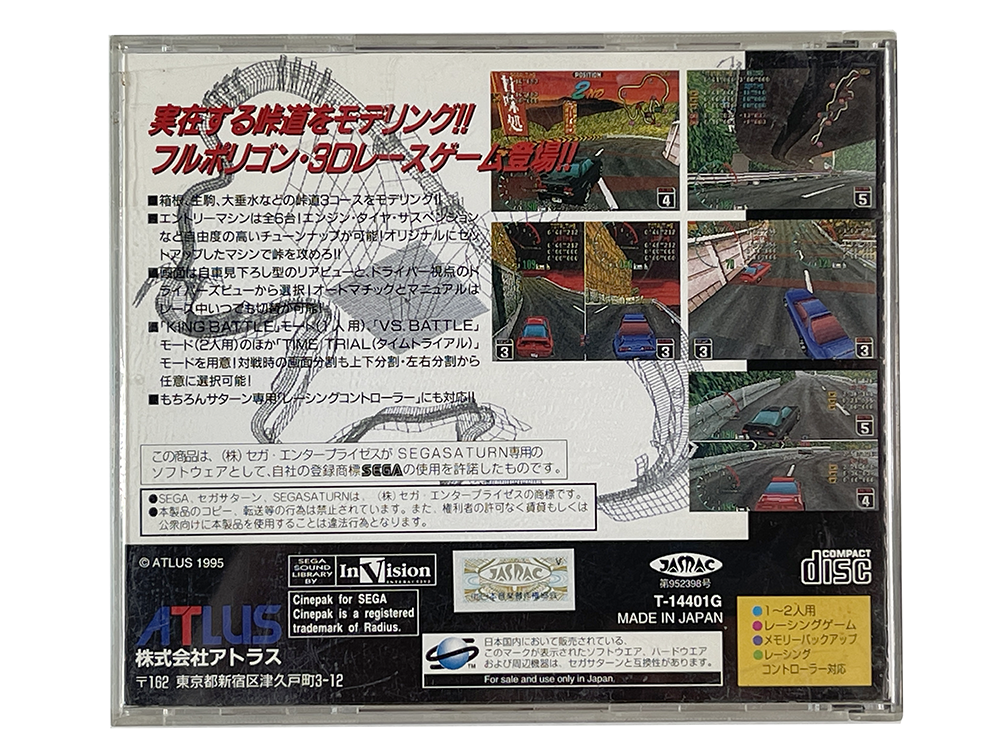 実在する峠道をモデリング!!
フルポリゴン・3Dレースゲーム登場!!
■箱根、生駒、大垂水などの峠道3コースをモデリング!!
■エントリーマシンは全6台!エンジン・タイヤ・サスペンション
など自由度の高いチューンナップが可能!オリジナルにセッ
トアップしたマシンで峠を攻めろ!!
■画面は自車見下ろし型のリアビューと、ドライバー視点のド
ライバーズビューから選択!オートマチックとマニュアルは
レース中いつでも切替が可能!
■「KING BATTLE」モード(1人用)、「VS. BATTLE」
モード(2人用)のほか「TIME TRIAL(タイムトライアル)」
モードを用意!対戦時の画面分割も上下分割・左右分割から
任意に選択可能!
■もちろんサターン専用「レーシングコントローラー」にも対応!!
POSITION
2ND
4
5
3
3
3
5
4
この商品は、(株)セガ・エンタープライゼスがSEGASATURN専用の
ソフトウェアとして、自社の登録商標SEGAの使用を許諾したものです。
●SEGA、セガサターン、SEGASATURNは、(株)セガ・エンタープライゼスの商標です。
●本製品のコピー、転送等の行為は禁止されています。また、権利者の許可なく賃貸もしくは
公衆向けに本製品を使用することは違法行為となります。
© ATLUS 1995
SEGA
SOUND
LIBRARY
BY
InVision
INTERACTIVE
Cinepak for SEGA
Cinepak is a registered
trademark of Radius.
JASRAC
JASRAC
第952398号
T-14401G
MADE IN JAPAN
COMPACT
disc
ATLUS
株式会社アトラス
〒162 東京都新宿区津久戸町3-12
TM
日本国内において販売されている、
このマークが表示されたソフトウエア、ハードウエア
および周辺機器は、セガサターンと互換性があります。
For sale and use only in Japan.
●1〜2人用
●レーシングゲーム
●メモリーバックアップ
●レーシング
コントローラー対応